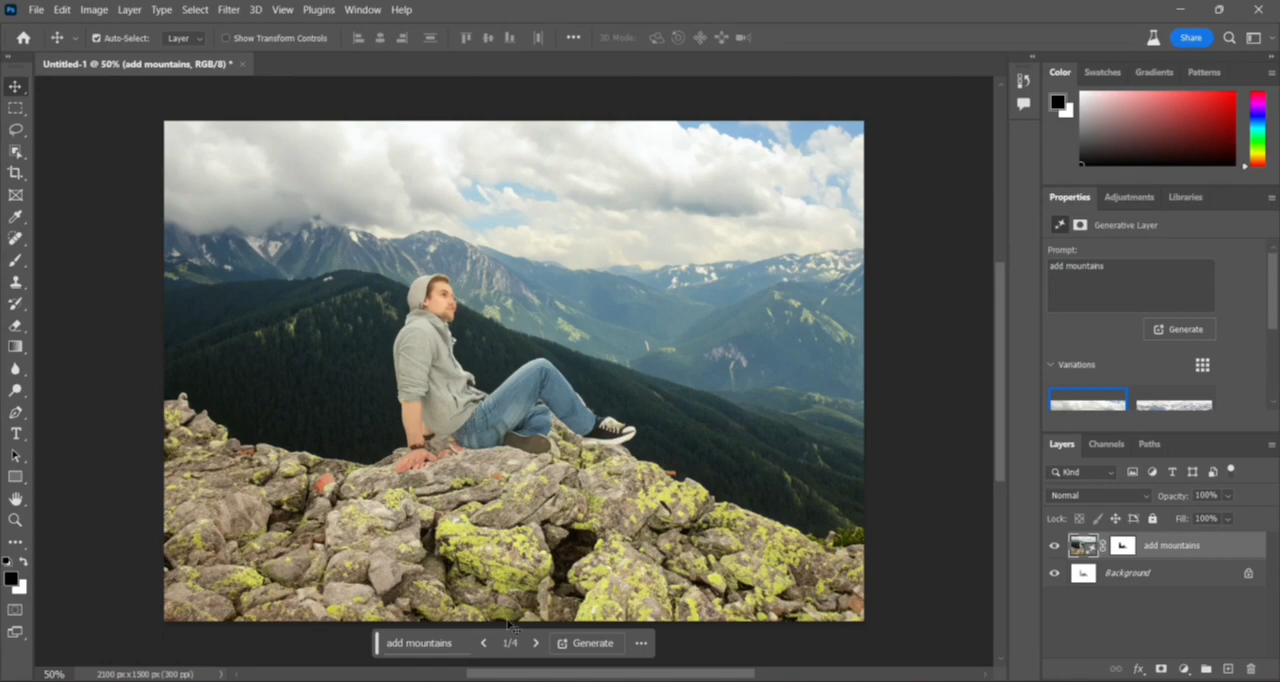 Ps File Edit Image Layer Type Select Filter 3D View Plugins Window Help
Auto-Select: Layer Show Transform Controls 3D Mode: Share
Untitled-1 @ 50% (add mountains, RGB/8) *
Color Swatches Gradients Patterns
Properties Adjustments Libraries
Generative Layer
Prompt:
add mountains
Generate
Variations
Layers Channels Paths
Kind
Normal Opacity: 100%
Lock: Fill: 100%
add mountains
Background
add mountains 1/4 Generate
50% 2100 px x 1500 px (300 ppi)